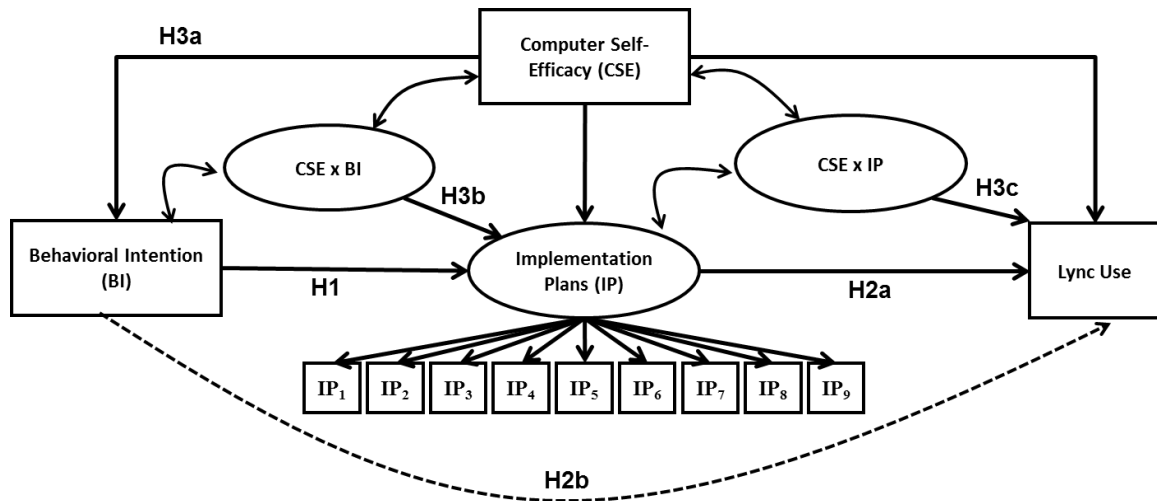 H3a
Computer Self-
Efficacy (CSE)
CSE x BI
CSE x IP
H3b
H3c
Behavioral Intention
(BI)
Implementation
Plans (IP)
Lync Use
H1
H2a
IP₁ IP₂ IP₃ IP₄ IP₅ IP₆ IP₇ IP₈ IP₉
H2b